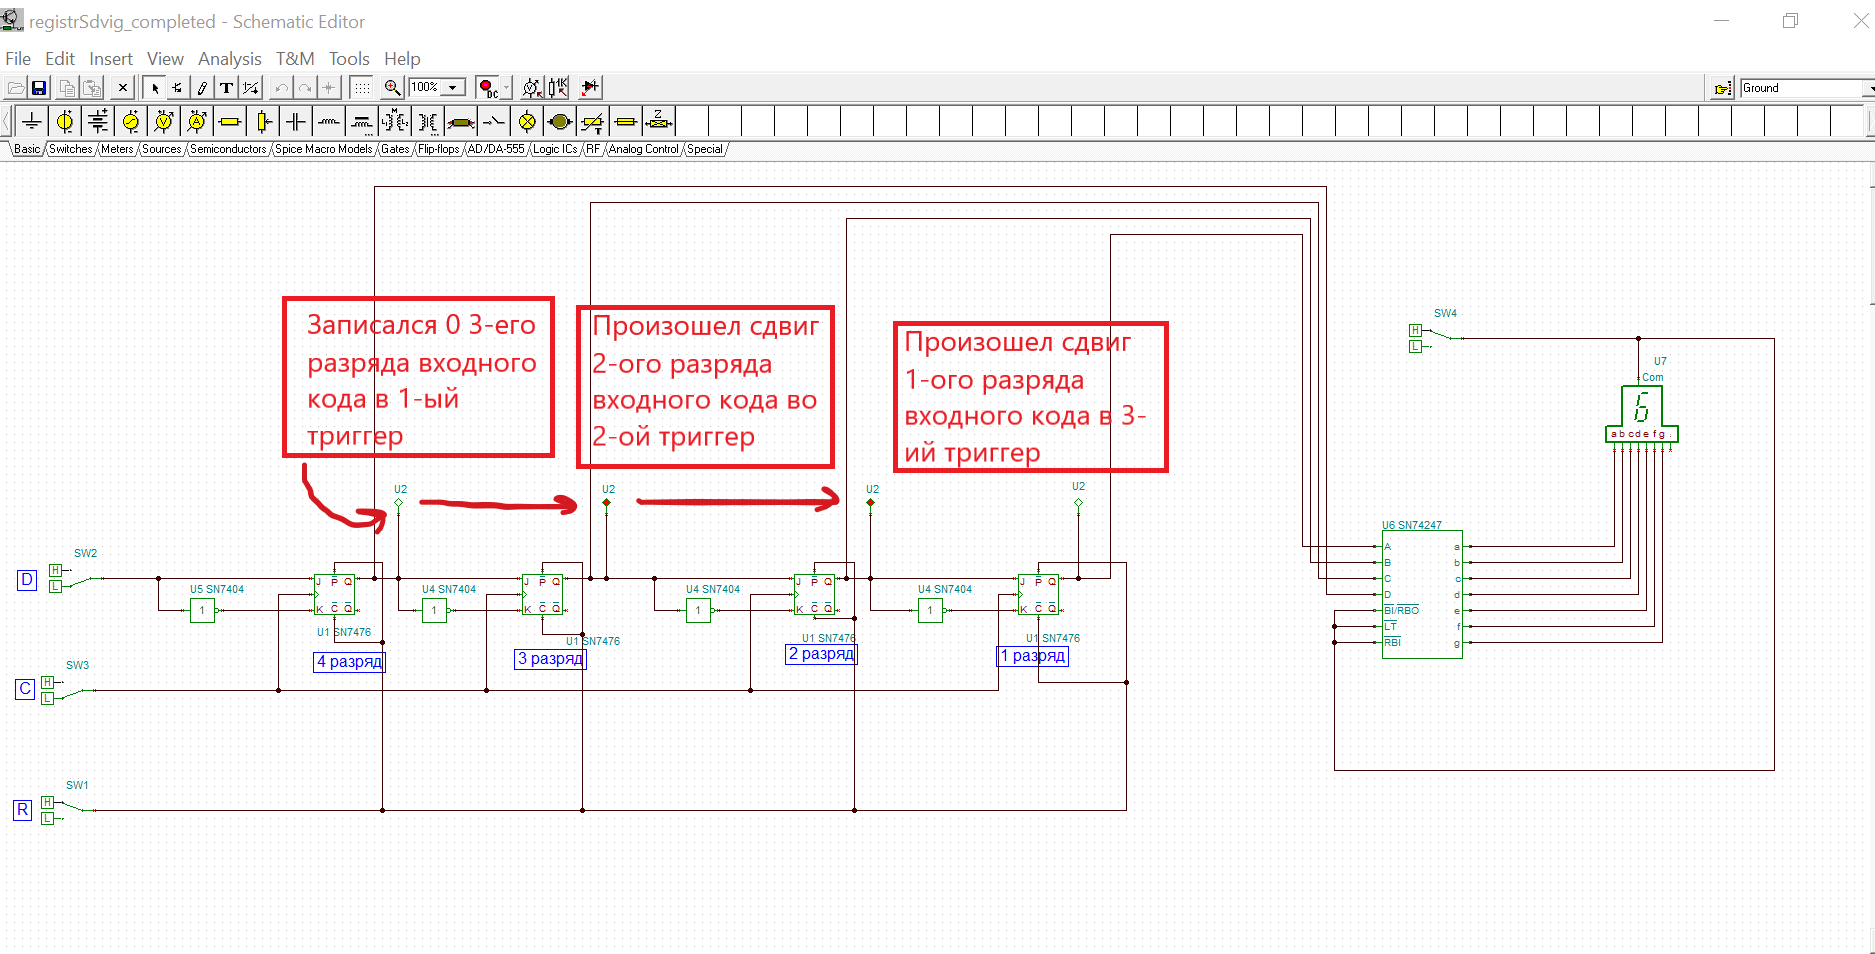 registrSdvig_completed - Schematic Editor
File Edit Insert View Analysis T&M Tools Help
100% DC 1K Ground
Basic Switches Meters Sources Semiconductors Spice Macro Models Gates Flip-flops AD/DA-555 Logic ICs RF Analog Control Special
Записался 0 3-его
разряда входного
кода в 1-ый
триггер
Произошел сдвиг
2-ого разряда
входного кода во
2-ой триггер
Произошел сдвиг
1-ого разряда
входного кода в 3-
ий триггер
SW4
H
L
U7
Com
6
a b c d e f g .
U2 U2 U2 U2
U6 SN74247
A a
B b
C c
D d
BI/RBO e
LT f
RBI g
SW2
D H
L
U5 SN7404 U4 SN7404 U4 SN7404 U4 SN7404
1 1 1 1
J P Q J P Q J P Q J P Q
K C Q K C Q K C Q K C Q
U1 SN7476 U1 SN7476 U1 SN7476 U1 SN7476
4 разряд 3 разряд 2 разряд 1 разряд
SW3
C H
L
SW1
R H
L